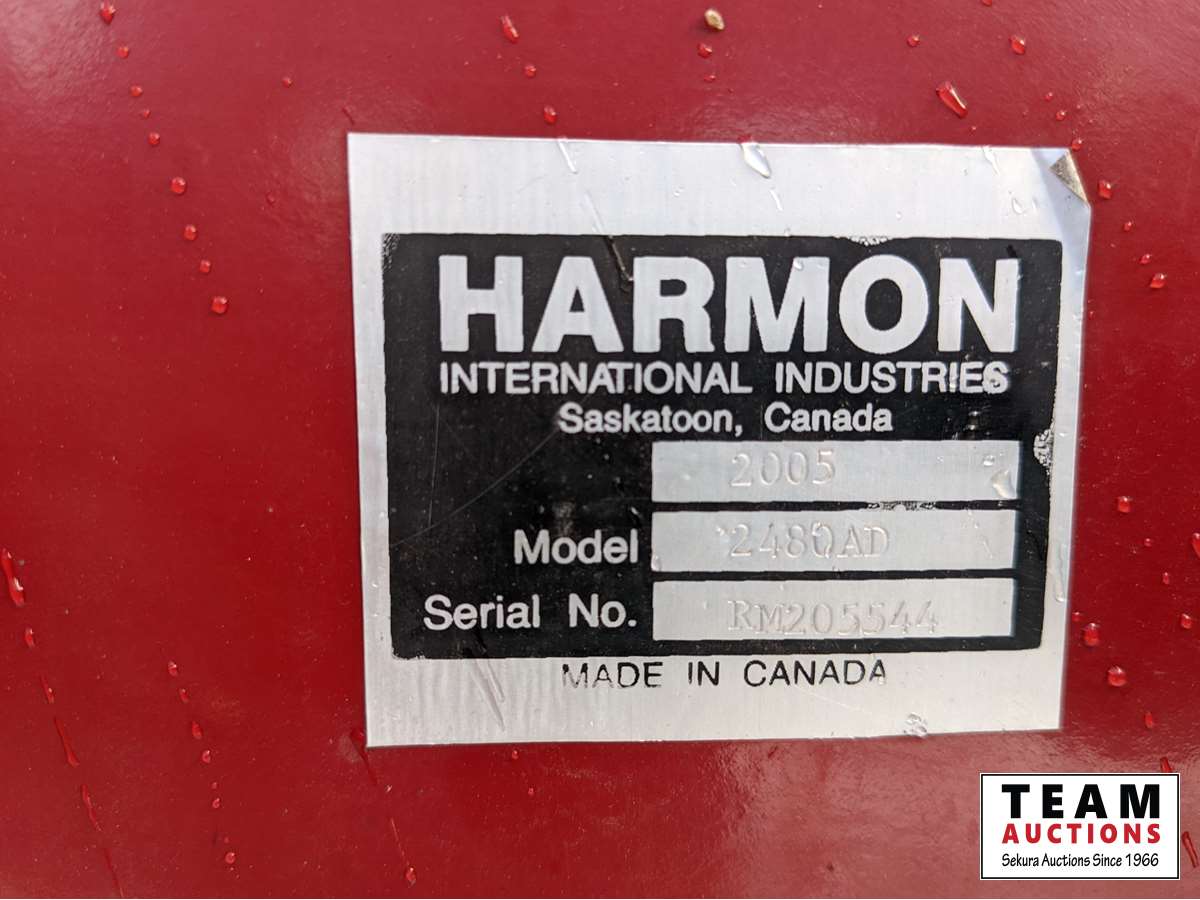 HARMON
INTERNATIONAL INDUSTRIES
Saskatoon, Canada
2005
Model 2480AD
Serial No. RM205544
MADE IN CANADA
TEAM
AUCTIONS
Sekura Auctions Since 1966